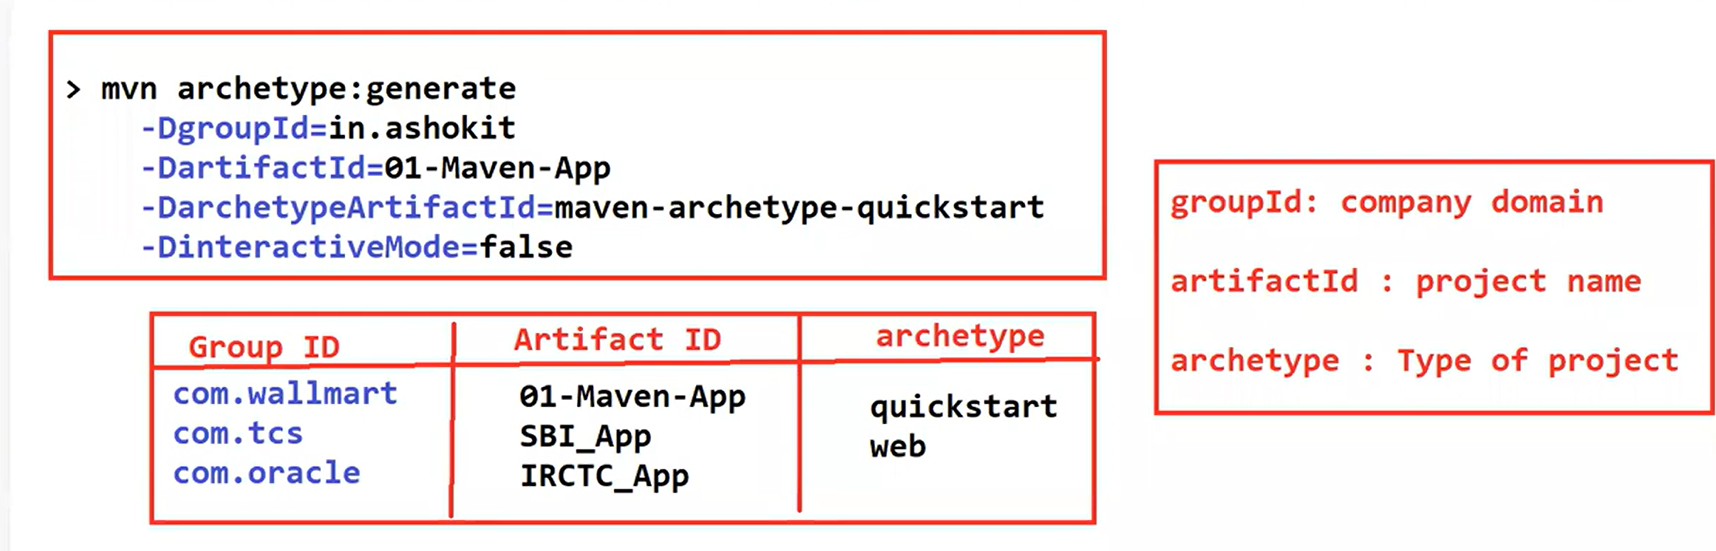 > mvn archetype:generate
-DgroupId=in.ashokit
-DartifactId=01-Maven-App
-DarchetypeArtifactId=maven-archetype-quickstart
-DinteractiveMode=false
groupId: company domain
artifactId : project name
archetype : Type of project
Group ID Artifact ID archetype
com.wallmart 01-Maven-App quickstart
com.tcs SBI_App web
com.oracle IRCTC_App